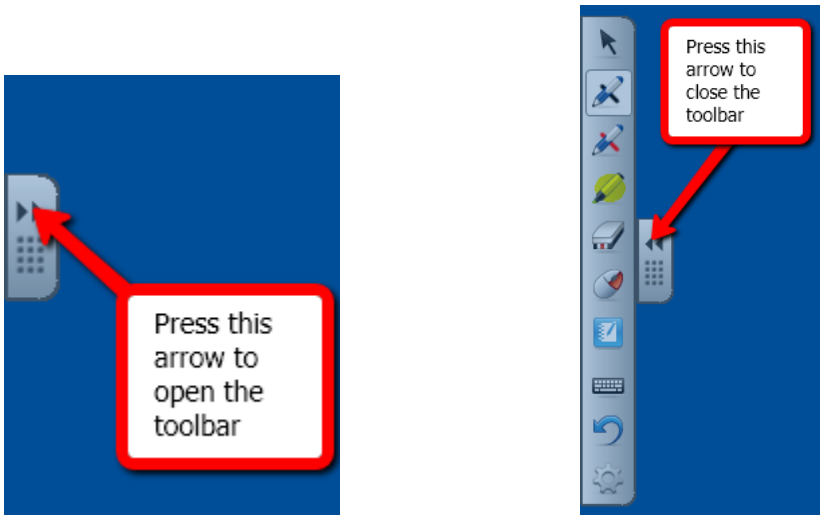 Press this
arrow to
open the
toolbar
Press this
arrow to
close the
toolbar